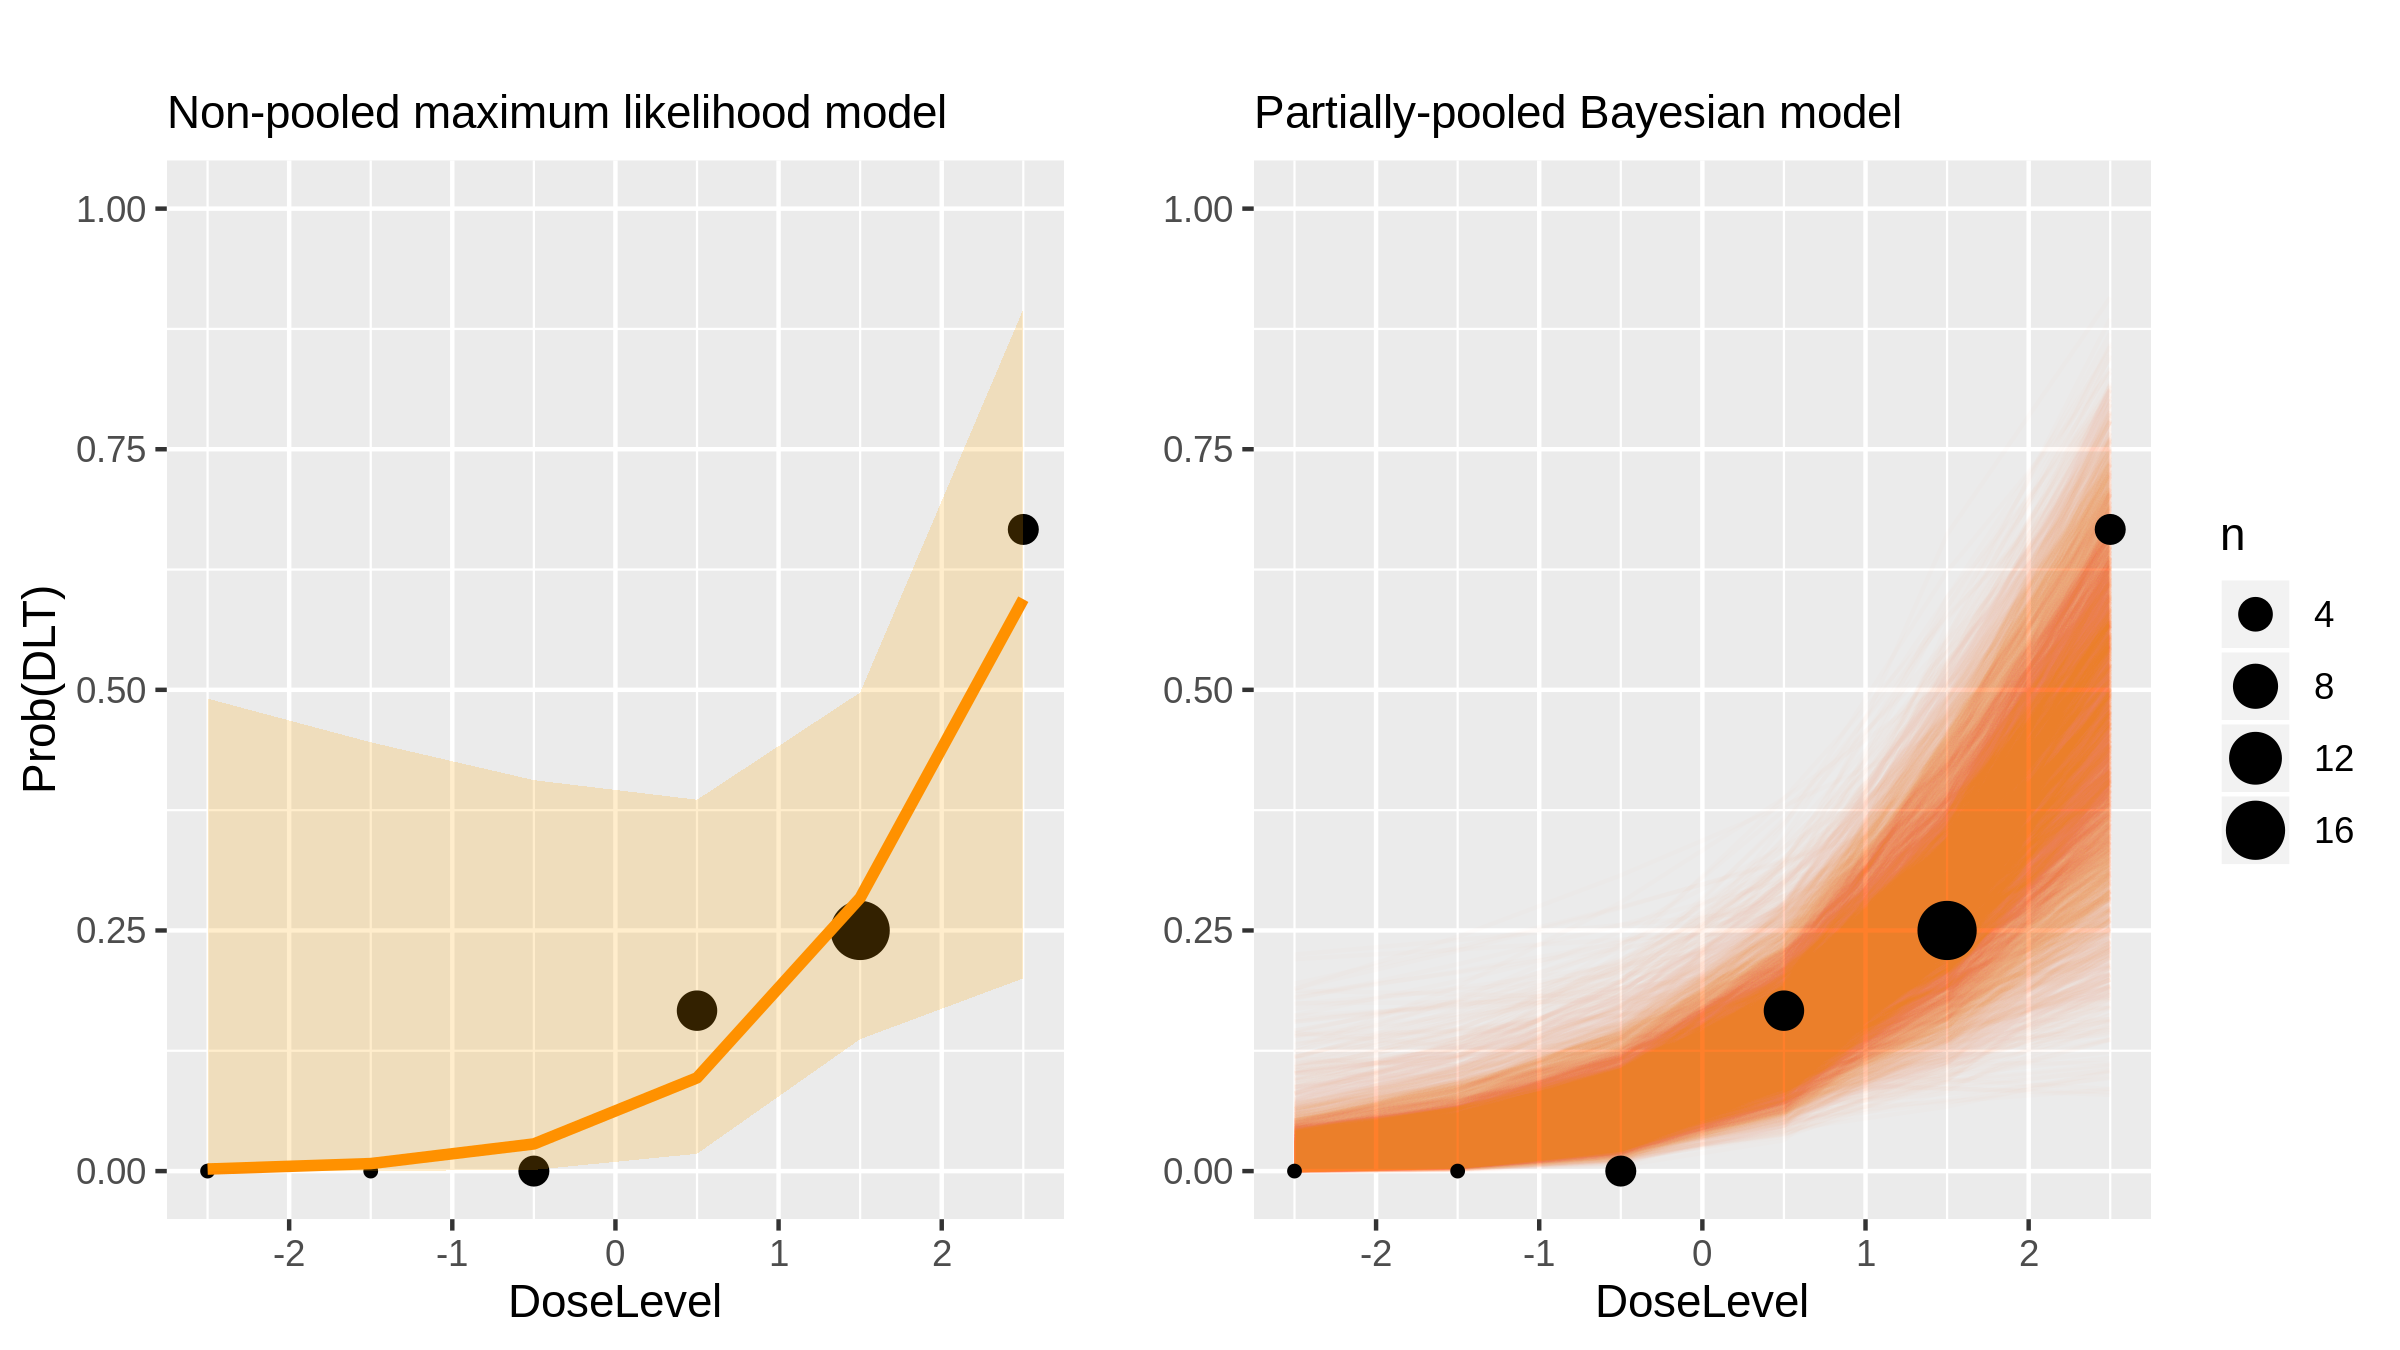 Non-pooled maximum likelihood model
Prob(DLT)
1.00
0.75
0.50
0.25
0.00
-2 -1 0 1 2
DoseLevel
Partially-pooled Bayesian model
1.00
0.75
0.50
0.25
0.00
-2 -1 0 1 2
DoseLevel
n
4
8
12
16